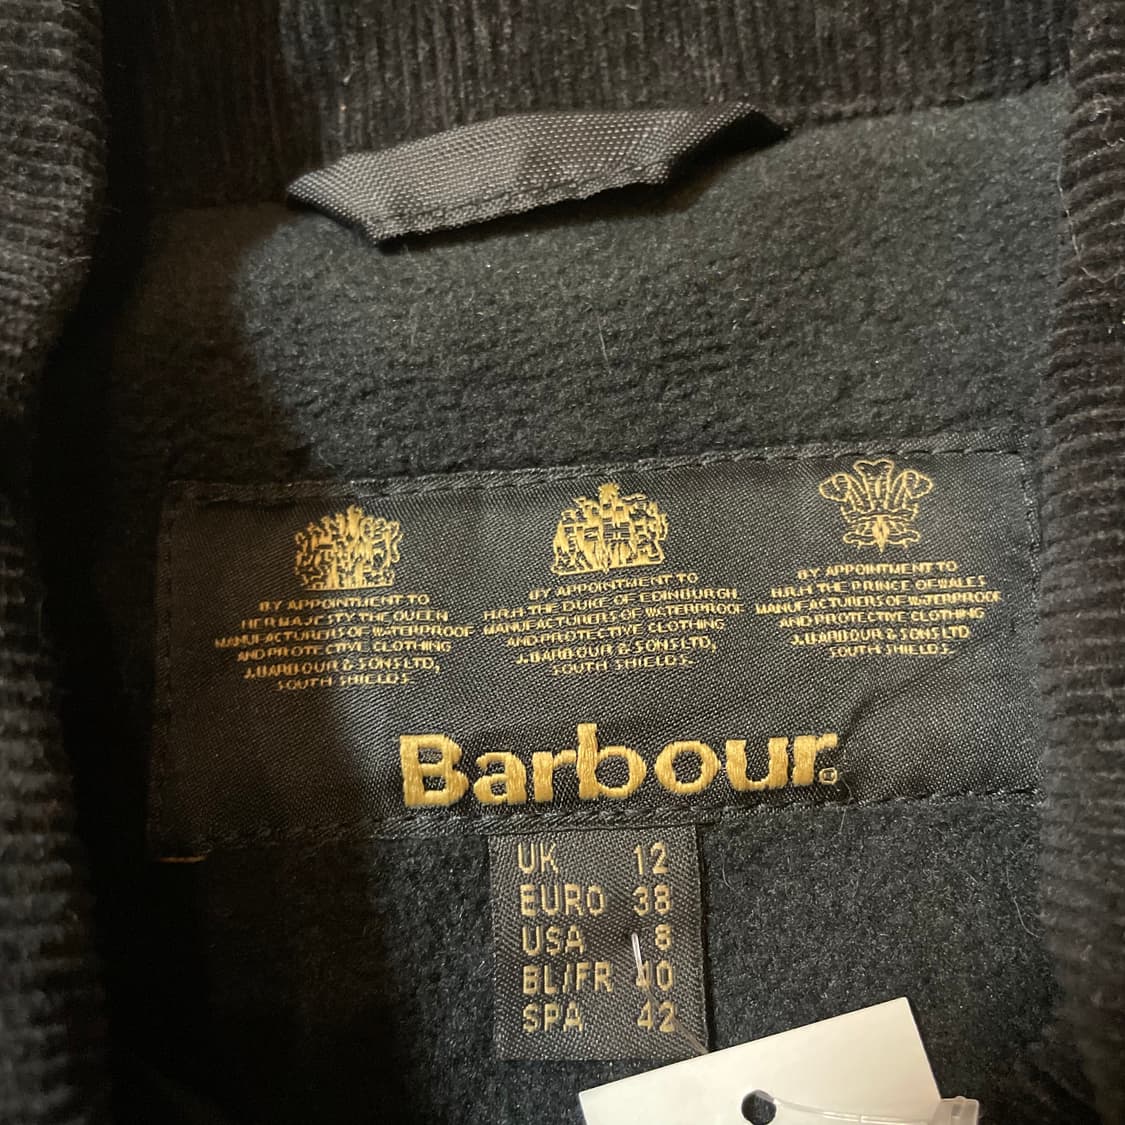 BY APPOINTMENT TO
HER MAJESTY THE QUEEN
MANUFACTURERS OF WATERPROOF
AND PROTECTIVE CLOTHING
J. BARBOUR & SONS LTD,
SOUTH SHIELDS.
BY APPOINTMENT TO
H.R.H. THE DUKE OF EDINBURGH
MANUFACTURERS OF WATERPROOF
AND PROTECTIVE CLOTHING
J. BARBOUR & SONS LTD,
SOUTH SHIELDS.
BY APPOINTMENT TO
H.R.H. THE PRINCE OF WALES
MANUFACTURERS OF WATERPROOF
AND PROTECTIVE CLOTHING
J. BARBOUR & SONS LTD
SOUTH SHIELDS.
Barbour®
UK 12
EURO 38
USA 8
BL/FR 40
SPA 42